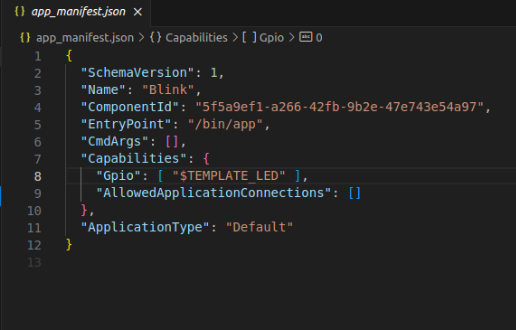 {} app_manifest.json ×
{} app_manifest.json > {} Capabilities > [ ] Gpio > abc 0
1 {
2 "SchemaVersion": 1,
3 "Name": "Blink",
4 "ComponentId": "5f5a9ef1-a266-42fb-9b2e-47e743e54a97",
5 "EntryPoint": "/bin/app",
6 "CmdArgs": [],
7 "Capabilities": {
8 "Gpio": [ "$TEMPLATE_LED" ],
9 "AllowedApplicationConnections": []
10 },
11 "ApplicationType": "Default"
12 }
13